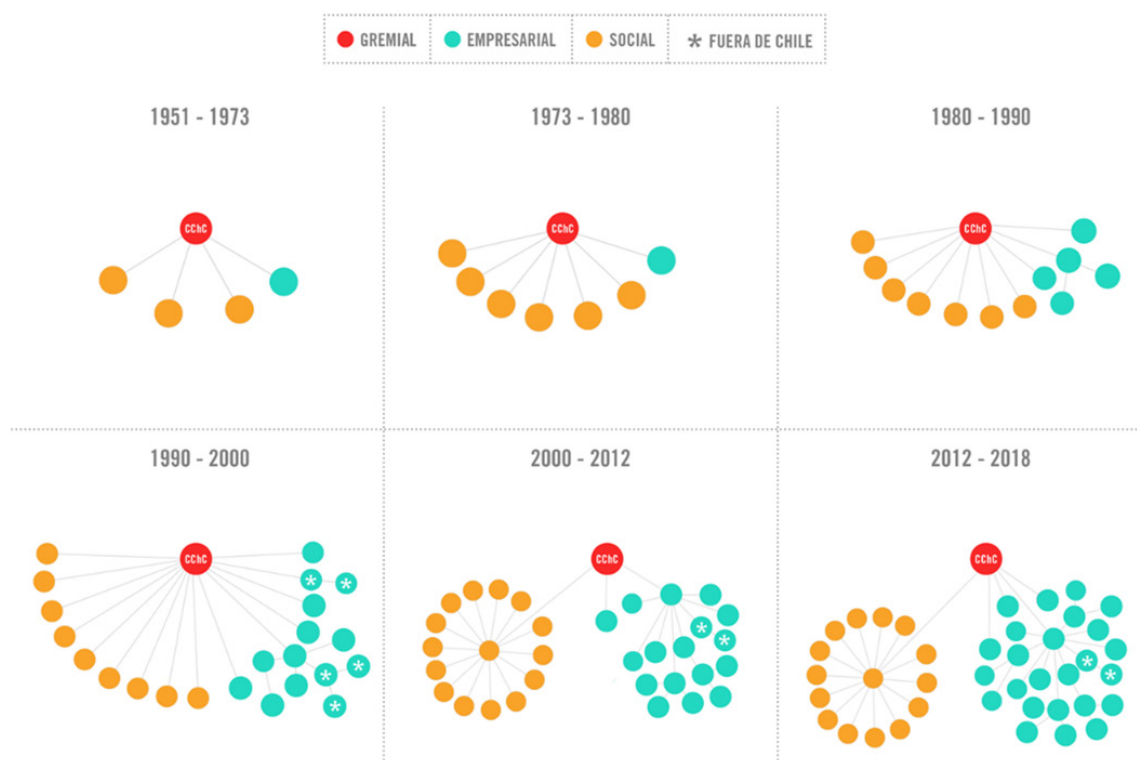 GREMIAL EMPRESARIAL SOCIAL * FUERA DE CHILE
1951 - 1973
1973 - 1980
1980 - 1990
CChC
CChC
CChC
1990 - 2000
2000 - 2012
2012 - 2018
CChC
CChC
CChC
* *
*
*
*
* *
* *